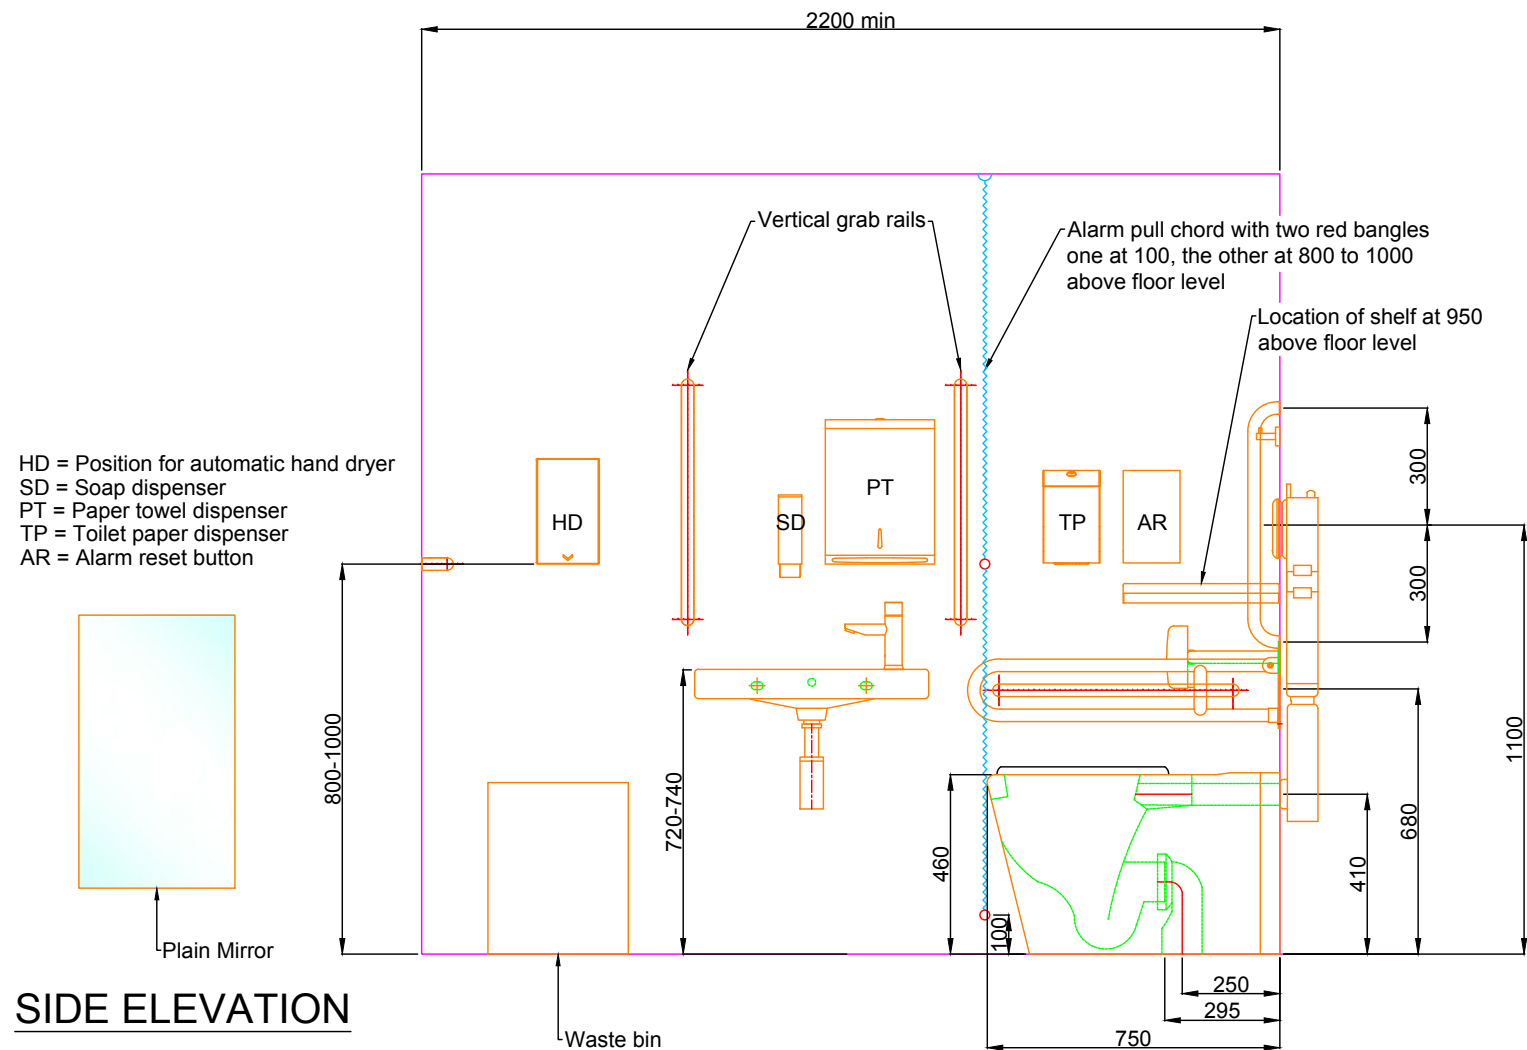 2200 min
Vertical grab rails
Alarm pull chord with two red bangles
one at 100, the other at 800 to 1000
above floor level
Location of shelf at 950
above floor level
HD = Position for automatic hand dryer
SD = Soap dispenser
PT = Paper towel dispenser
TP = Toilet paper dispenser
AR = Alarm reset button
HD
SD
PT
TP
AR
300
300
800-1000
720-740
460
100
410
680
1100
Plain Mirror
250
295
750
SIDE ELEVATION
Waste bin